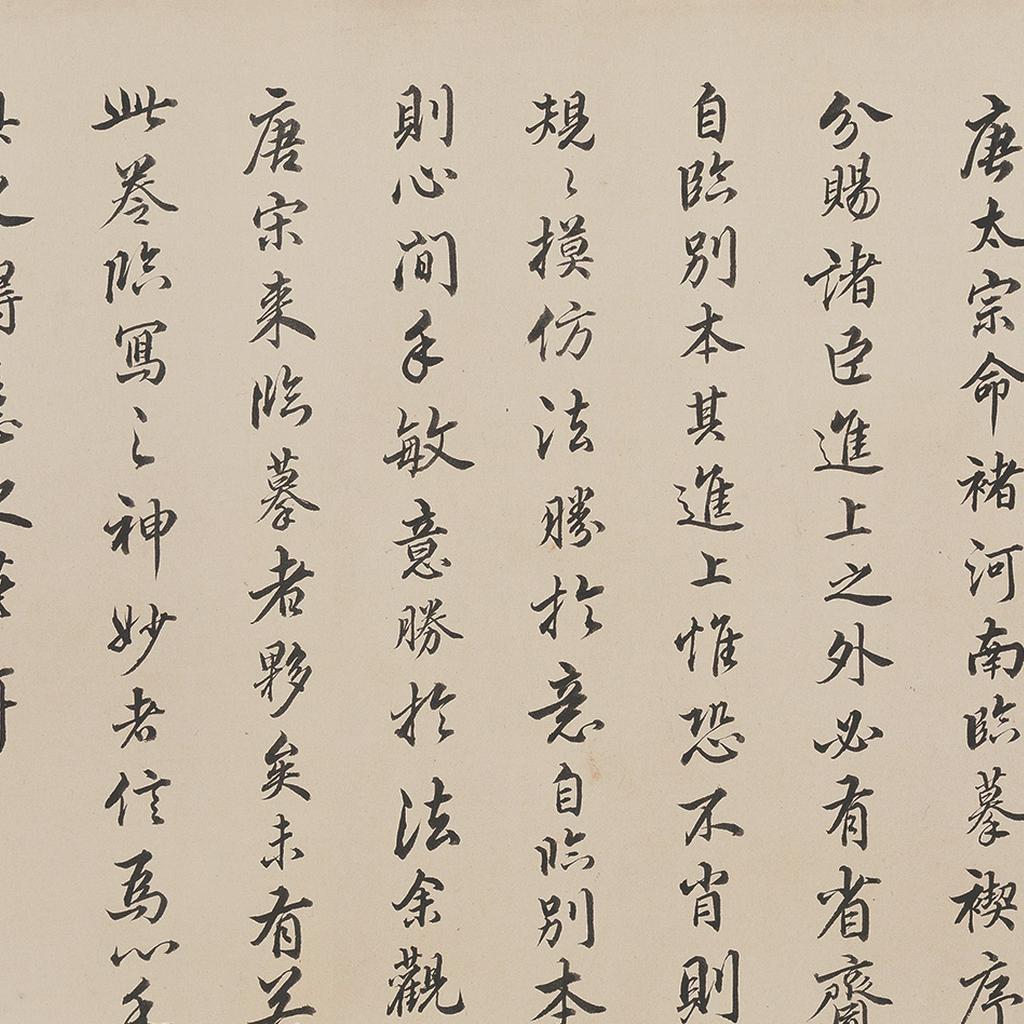 唐太宗命褚河南臨摹禊序
分賜諸臣進上之外必有省齋
自臨別本其進上惟恐不肖則
規〻摸仿法勝於意自臨別本
則心閒手敏意勝於法余觀
唐宋來臨摹者夥矣未有若
此卷臨寫之神妙者信為心手